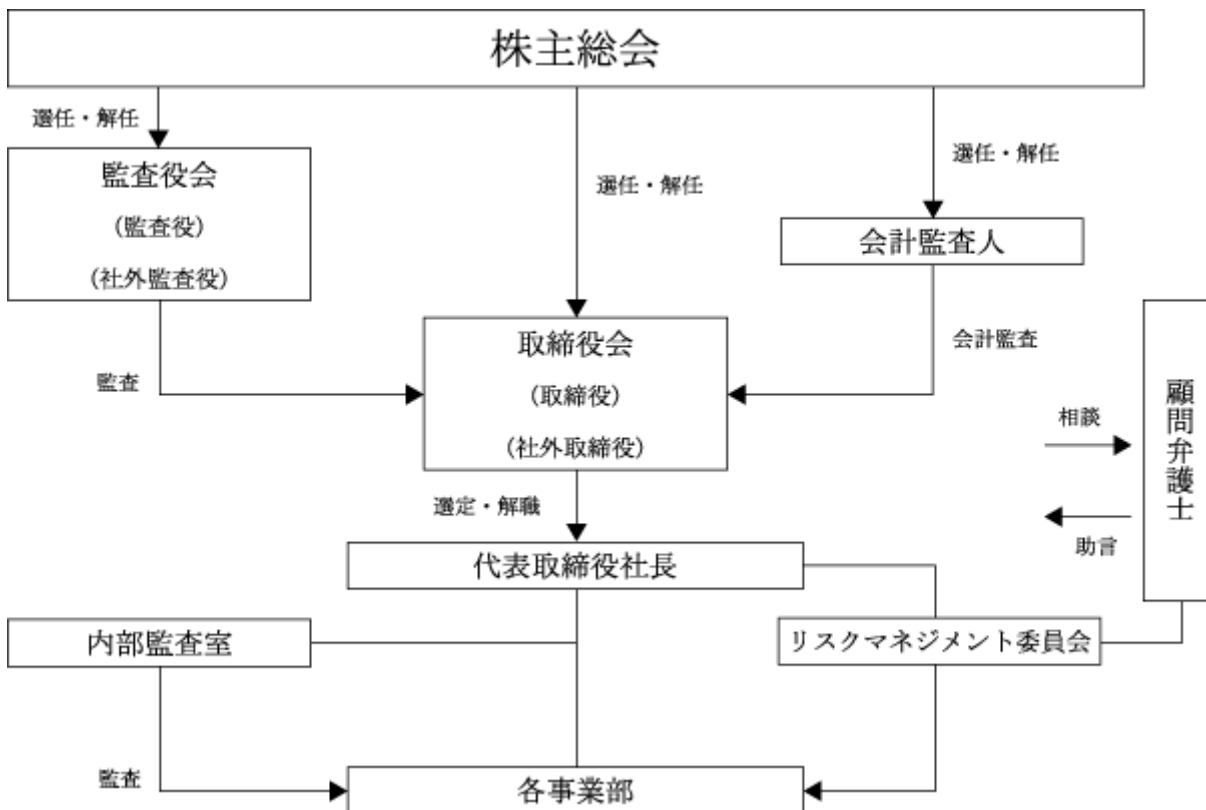 株主総会
選任・解任
選任・解任
選任・解任
監査役会
(監査役)
(社外監査役)
会計監査人
監査
取締役会
(取締役)
(社外取締役)
会計監査
顧問弁護士
相談
助言
選定・解職
代表取締役社長
内部監査室
リスクマネジメント委員会
監査
各事業部